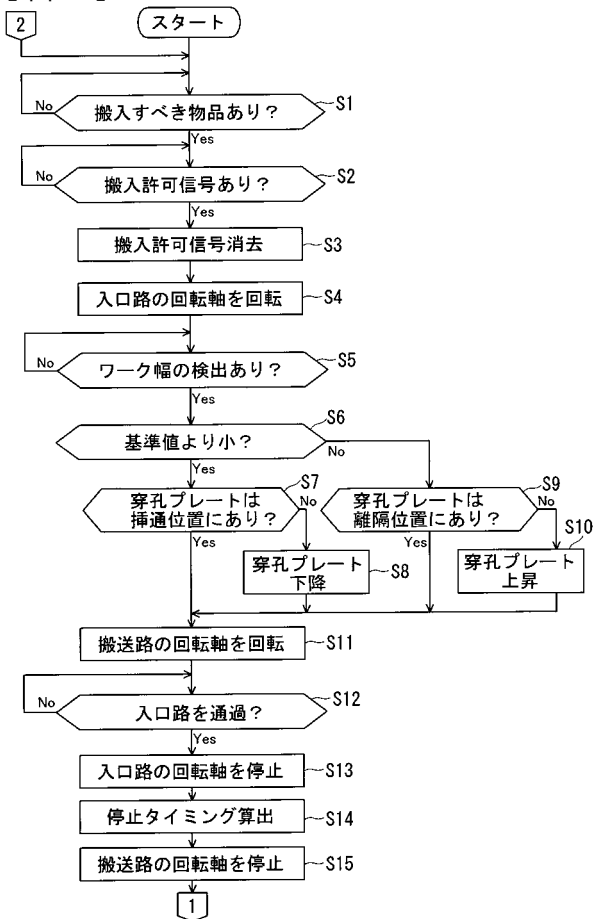 2
スタート
搬入すべき物品あり？
S1
No
Yes
搬入許可信号あり？
S2
No
Yes
搬入許可信号消去
S3
入口路の回転軸を回転
S4
ワーク幅の検出あり？
S5
No
Yes
基準値より小？
S6
No
Yes
穿孔プレートは
挿通位置にあり？
S7
No
Yes
穿孔プレート
下降
S8
穿孔プレートは
離隔位置にあり？
S9
No
Yes
穿孔プレート
上昇
S10
搬送路の回転軸を回転
S11
入口路を通過？
S12
No
Yes
入口路の回転軸を停止
S13
停止タイミング算出
S14
搬送路の回転軸を停止
S15
1